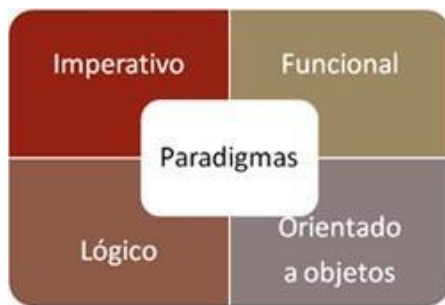 Imperativo
Funcional
Paradigmas
Lógico
Orientado
a objetos